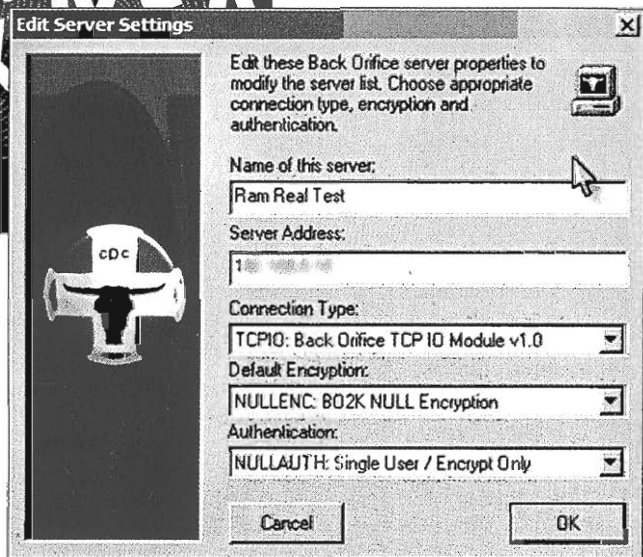 Edit Server Settings
Edit these Back Orifice server properties to
modify the server list. Choose appropriate
connection type, encryption and
authentication.
Name of this server:
Ram Real Test
Server Address:
Connection Type:
TCPIO: Back Orifice TCP IO Module v1.0
Default Encryption:
NULLENC: BO2K NULL Encryption
Authentication:
NULLAUTH: Single User / Encrypt Only
cDc
Cancel
OK